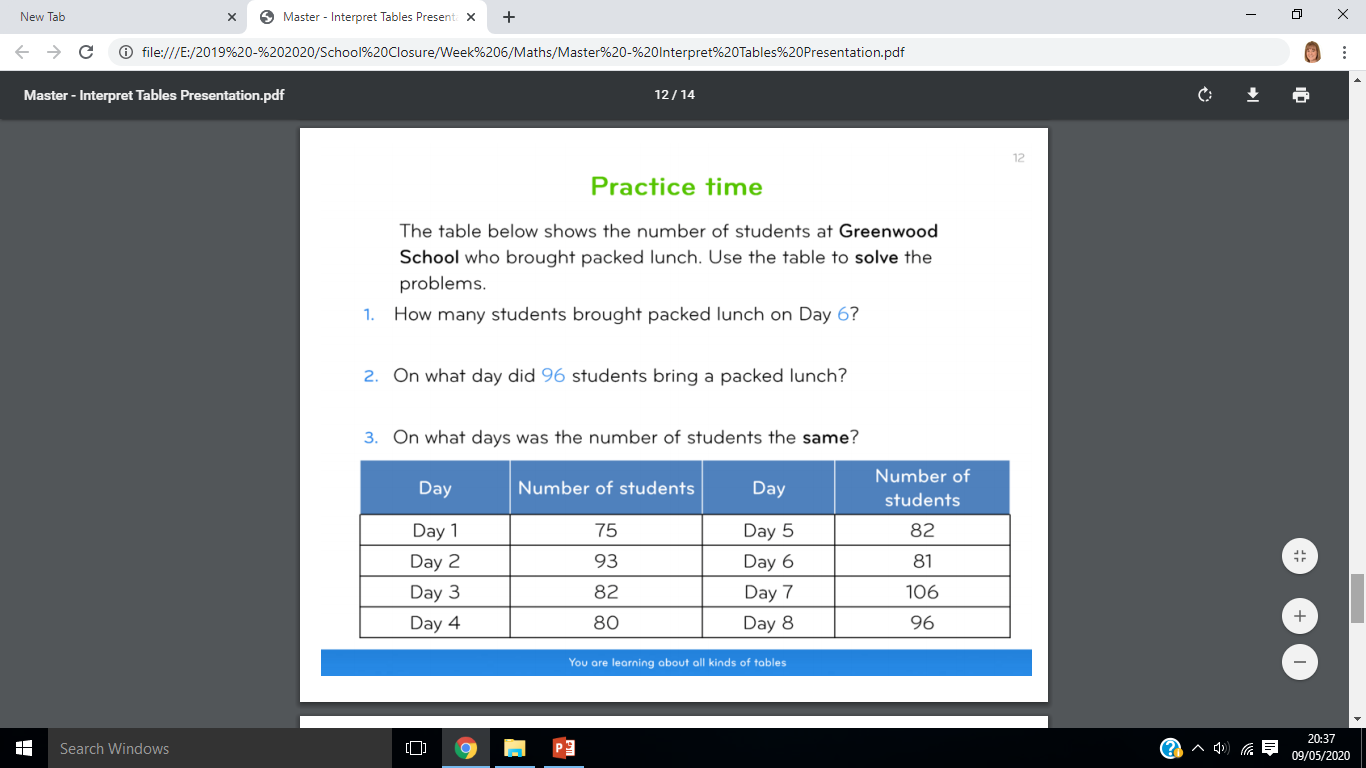 New Tab
Master - Interpret Tables Present
file:///E:/2019%20-%202020/School%20Closure/Week%206/Maths/Master%20-%20Interpret%20Tables%20Presentation.pdf
Master - Interpret Tables Presentation.pdf
12 / 14
12
Practice time
The table below shows the number of students at Greenwood
School who brought packed lunch. Use the table to solve the
problems.
1. How many students brought packed lunch on Day 6?
2. On what day did 96 students bring a packed lunch?
3. On what days was the number of students the same?
Day Number of students Day Number of students
Day 1 75 Day 5 82
Day 2 93 Day 6 81
Day 3 82 Day 7 106
Day 4 80 Day 8 96
You are learning about all kinds of tables
Search Windows
20:37
09/05/2020